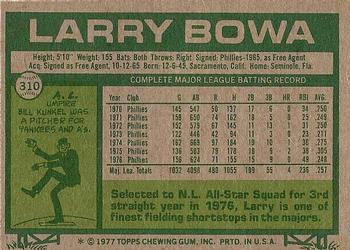 LARRY BOWA
310
Height: 5'10" Weight: 155 Bats: Both Throws: Right Signed: Phillies-1965, as Free Agent
Acq: Signed as Free Agent, 10-12-65 Born: 12-6-45, Sacramento, Calif. Home: Seminole, Fla.
COMPLETE MAJOR LEAGUE BATTING RECORD
Year Club G AB R H 2B 3B HR RBI AVG.
1970 Phillies 145 547 50 137 17 6 0 34 .250
1971 Phillies 159 650 74 162 18 5 0 25 .249
1972 Phillies 152 579 67 145 11 13 1 31 .250
1973 Phillies 122 446 42 94 11 3 0 23 .211
1974 Phillies 162 669 97 184 19 10 1 36 .275
1975 Phillies 136 583 79 178 18 9 2 38 .305
1976 Phillies 156 624 71 155 15 9 0 49 .248
Maj. Lea. Totals 1032 4098 480 1055 109 55 4 236 .257
A.L.
UMPIRE
BILL KUNKEL WAS
A PITCHER FOR
YANKEES AND A's.
Selected to N.L. All-Star Squad for 3rd
straight year in 1976, Larry is one of
finest fielding shortstops in the majors.
* © 1977 TOPPS CHEWING GUM, INC. PRTD. IN U.S.A.